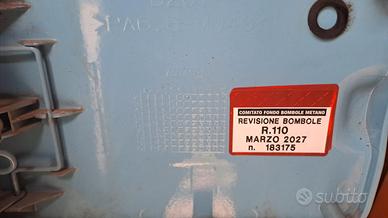 COMITATO FONDO BOMBOLE METANO
REVISIONE BOMBOLE
R.110
MARZO 2027
n. 183175
subito